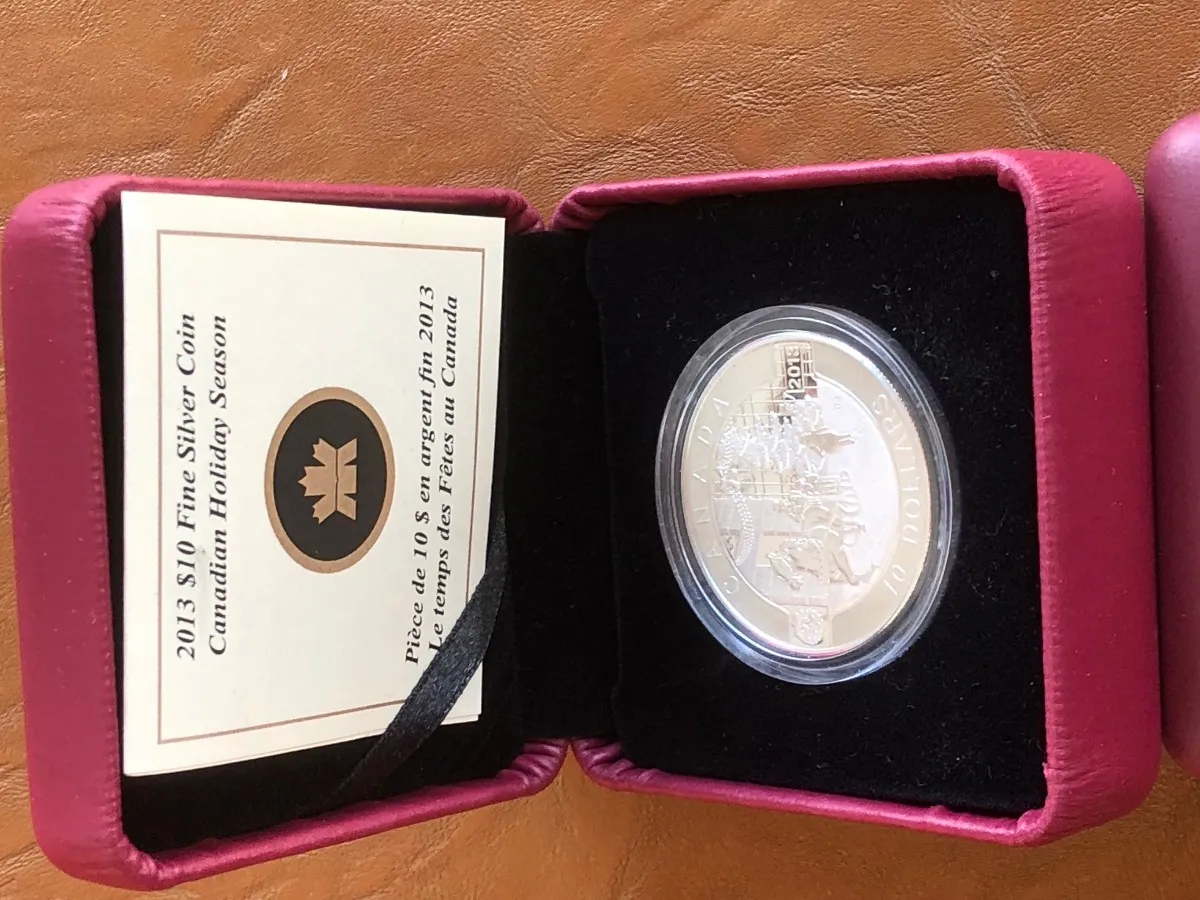 2013 $10 Fine Silver Coin
Canadian Holiday Season
Pièce de 10 $ en argent fin 2013
Le temps des Fêtes au Canada
CANADA
2013
10 DOLLARS